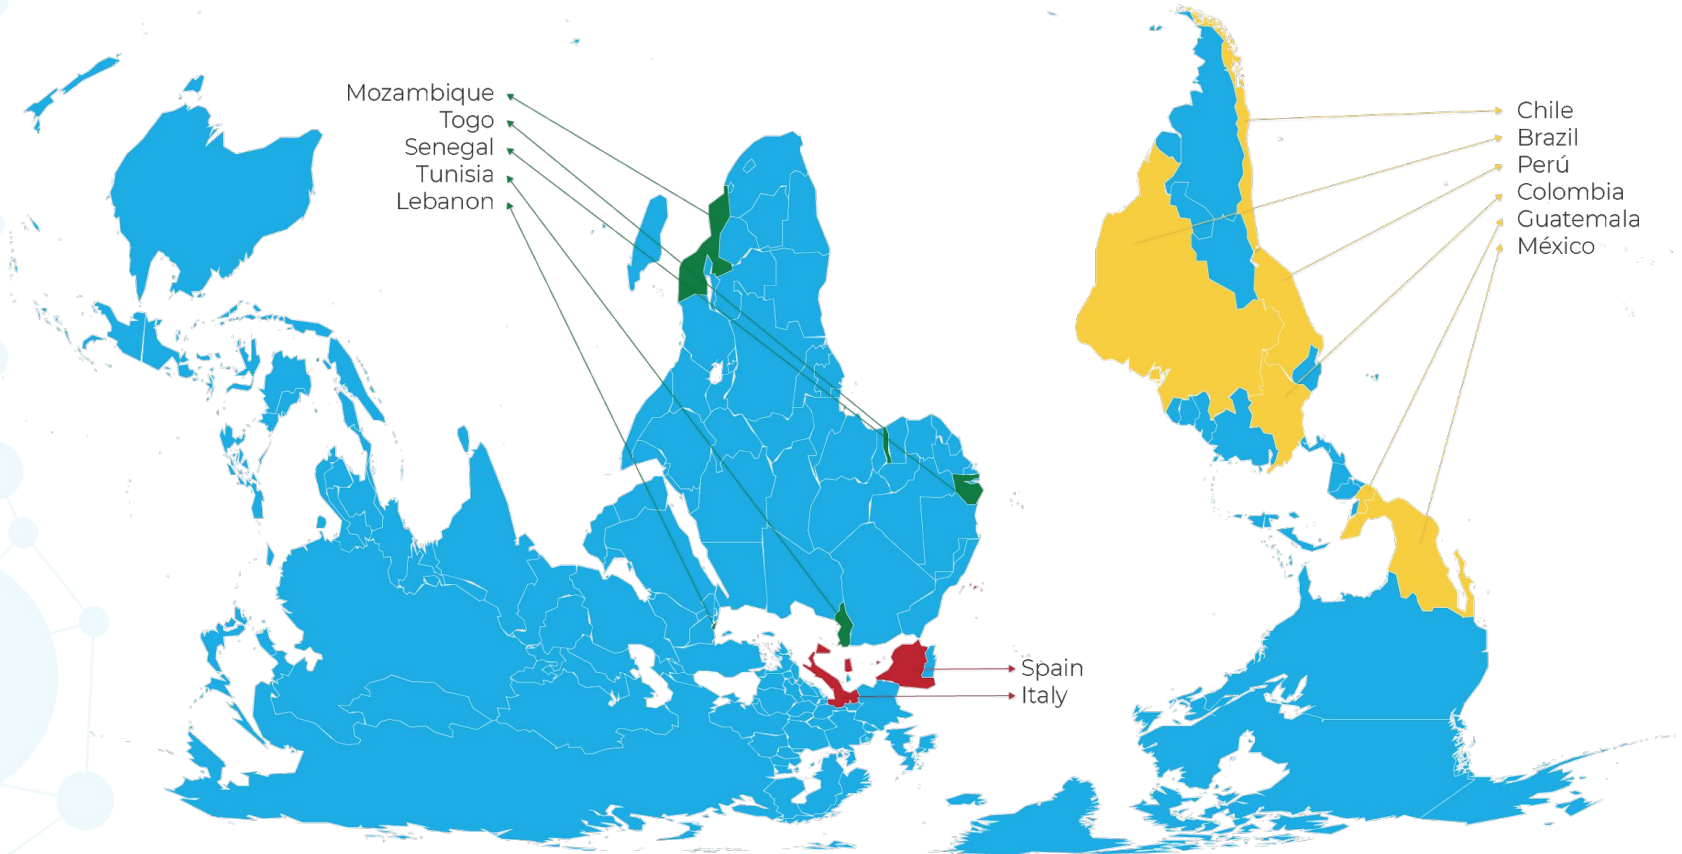 Mozambique
Togo
Senegal
Tunisia
Lebanon
Chile
Brazil
Perú
Colombia
Guatemala
México
Spain
Italy